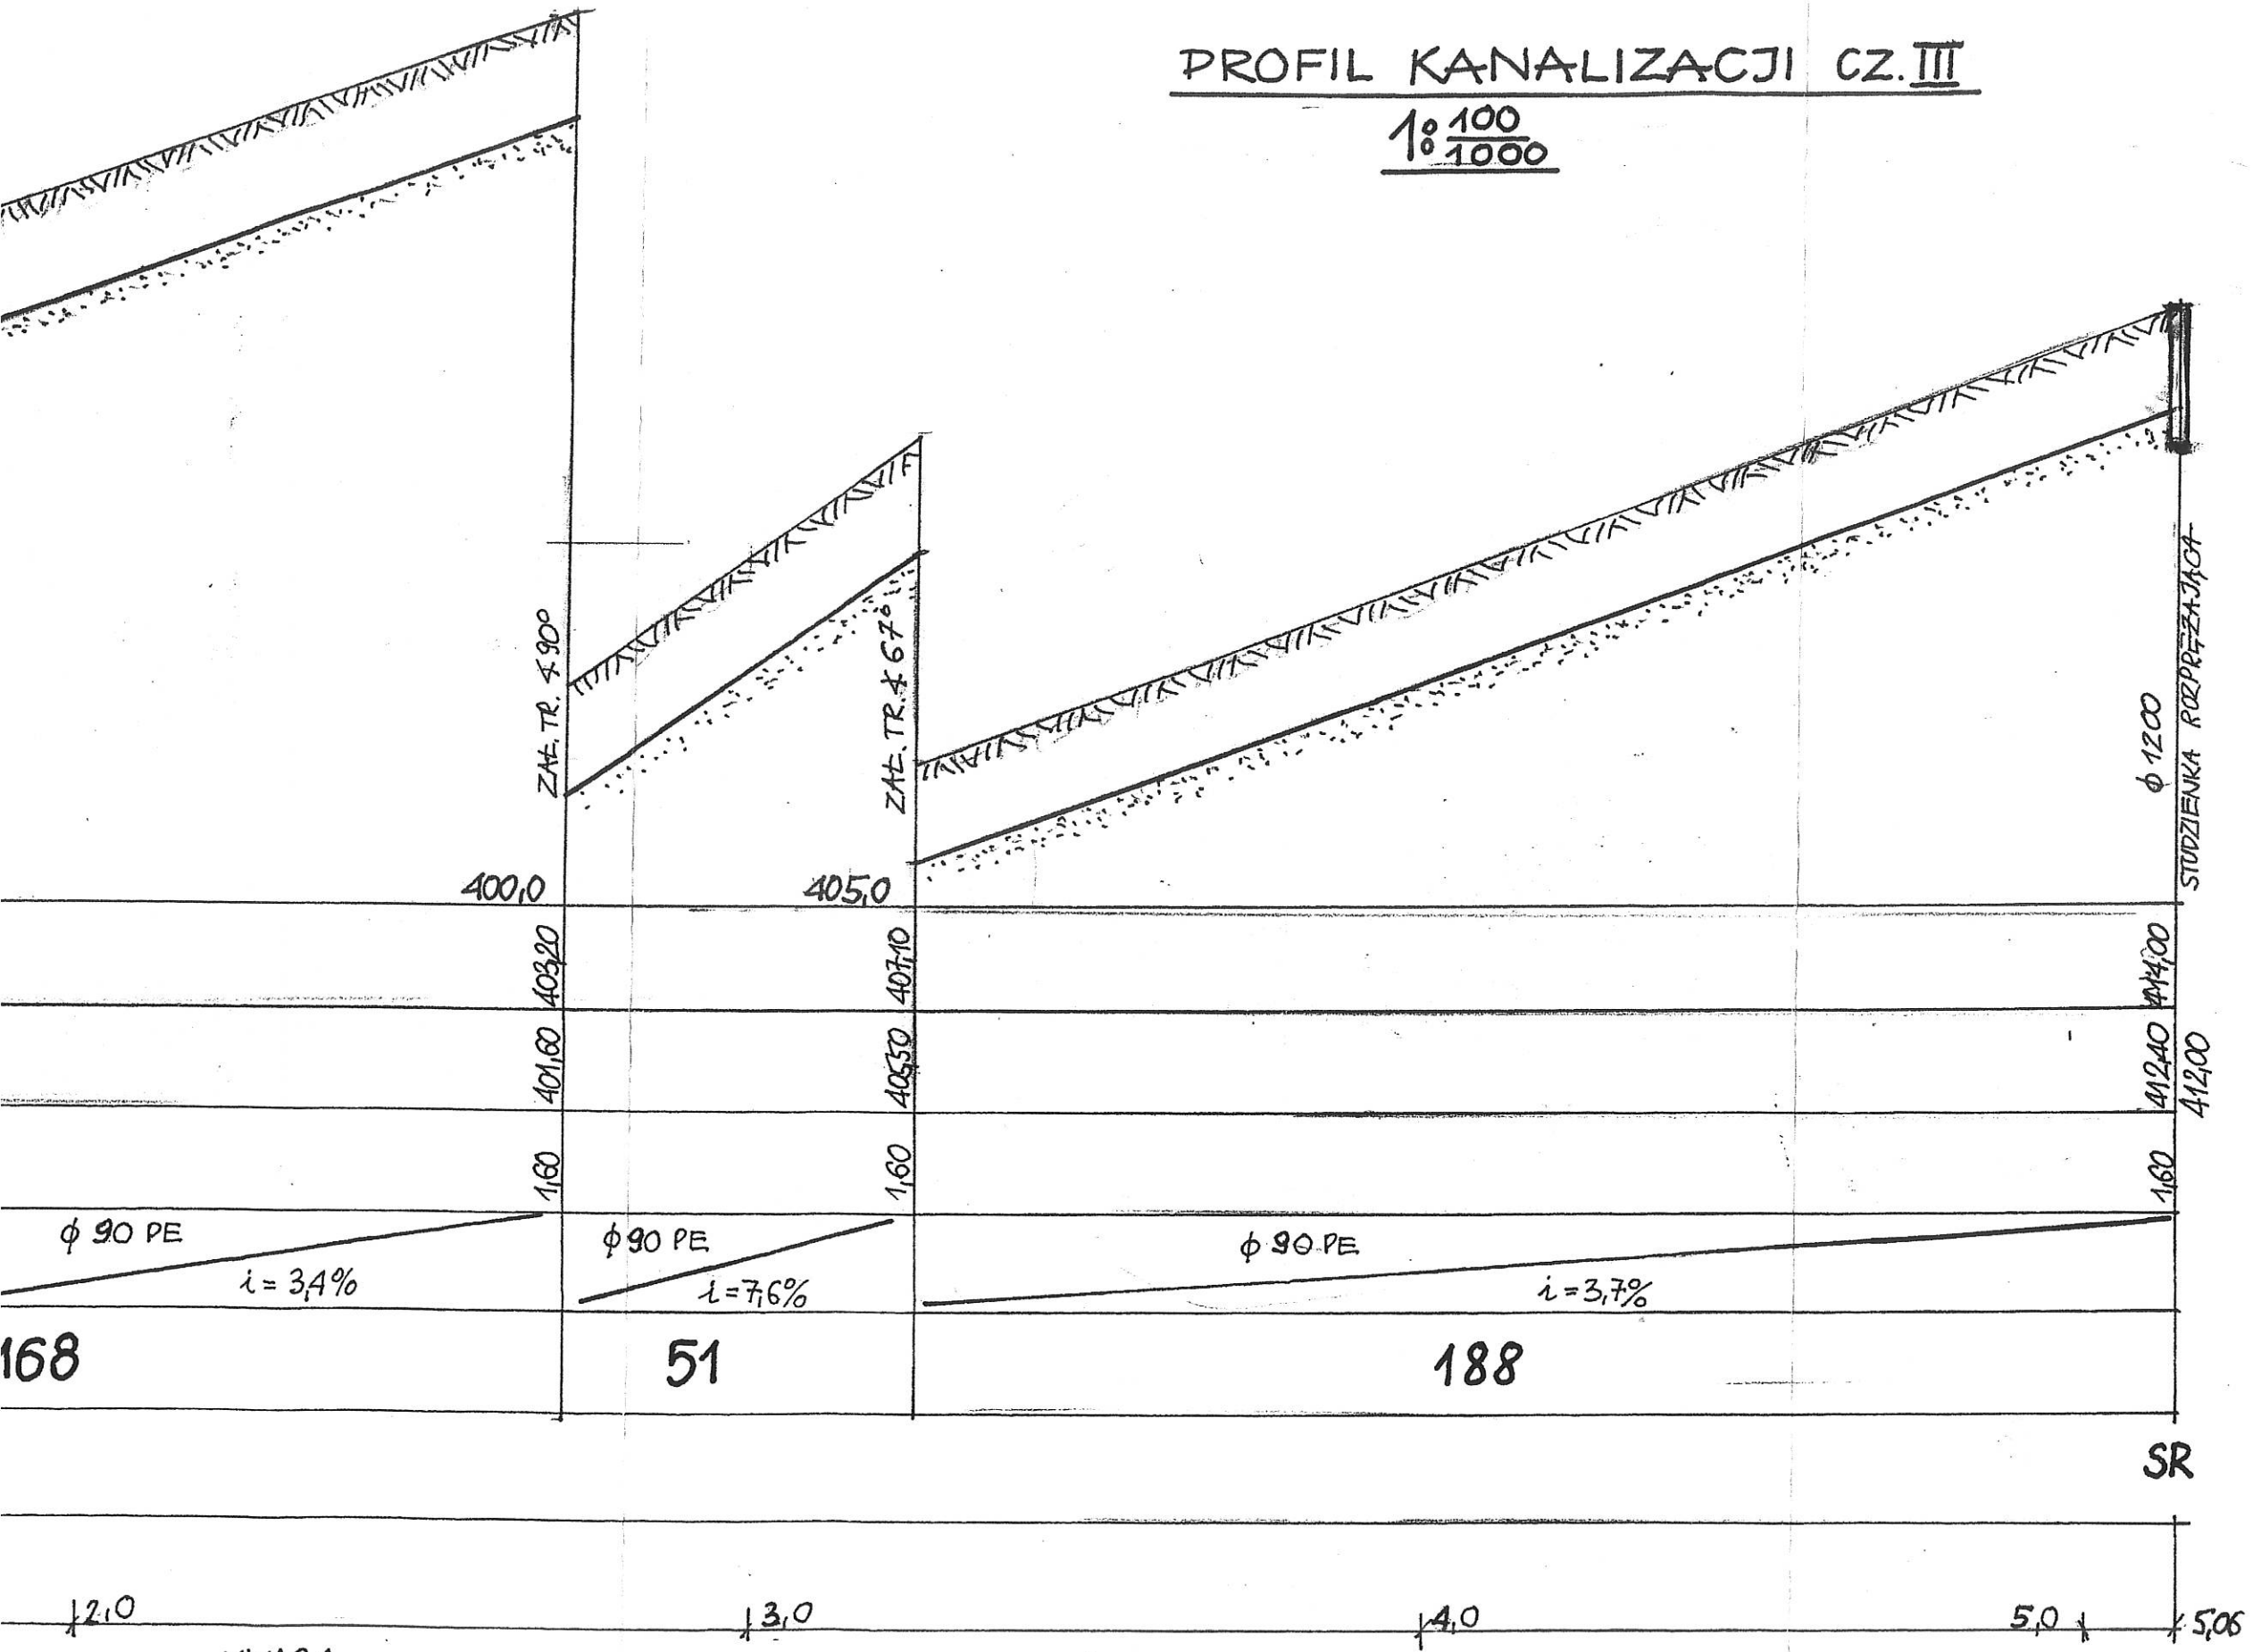 PROFIL KANALIZACJI CZ. III
1: 100/1000
ZAŁ. TR. ∢ 90°
ZAŁ. TR. ∢ 67°
ϕ 1200
STUDZIENKA ROZPRĘŻAJĄCA
400,0
405,0
403,20
407,10
414,00
401,60
405,50
412,40
412,00
1,60
1,60
1,60
ϕ 90 PE
ϕ 90 PE
ϕ 90 PE
i = 3,4%
i = 7,6%
i = 3,7%
168
51
188
SR
2,0
3,0
4,0
5,0
5,06